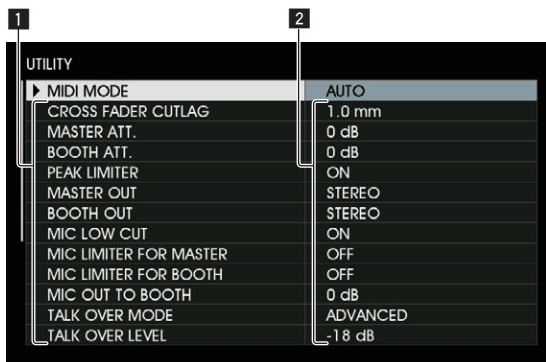 1 2
UTILITY
MIDI MODE AUTO
CROSS FADER CUTLAG 1.0 mm
MASTER ATT. 0 dB
BOOTH ATT. 0 dB
PEAK LIMITER ON
MASTER OUT STEREO
BOOTH OUT STEREO
MIC LOW CUT ON
MIC LIMITER FOR MASTER OFF
MIC LIMITER FOR BOOTH OFF
MIC OUT TO BOOTH 0 dB
TALK OVER MODE ADVANCED
TALK OVER LEVEL -18 dB